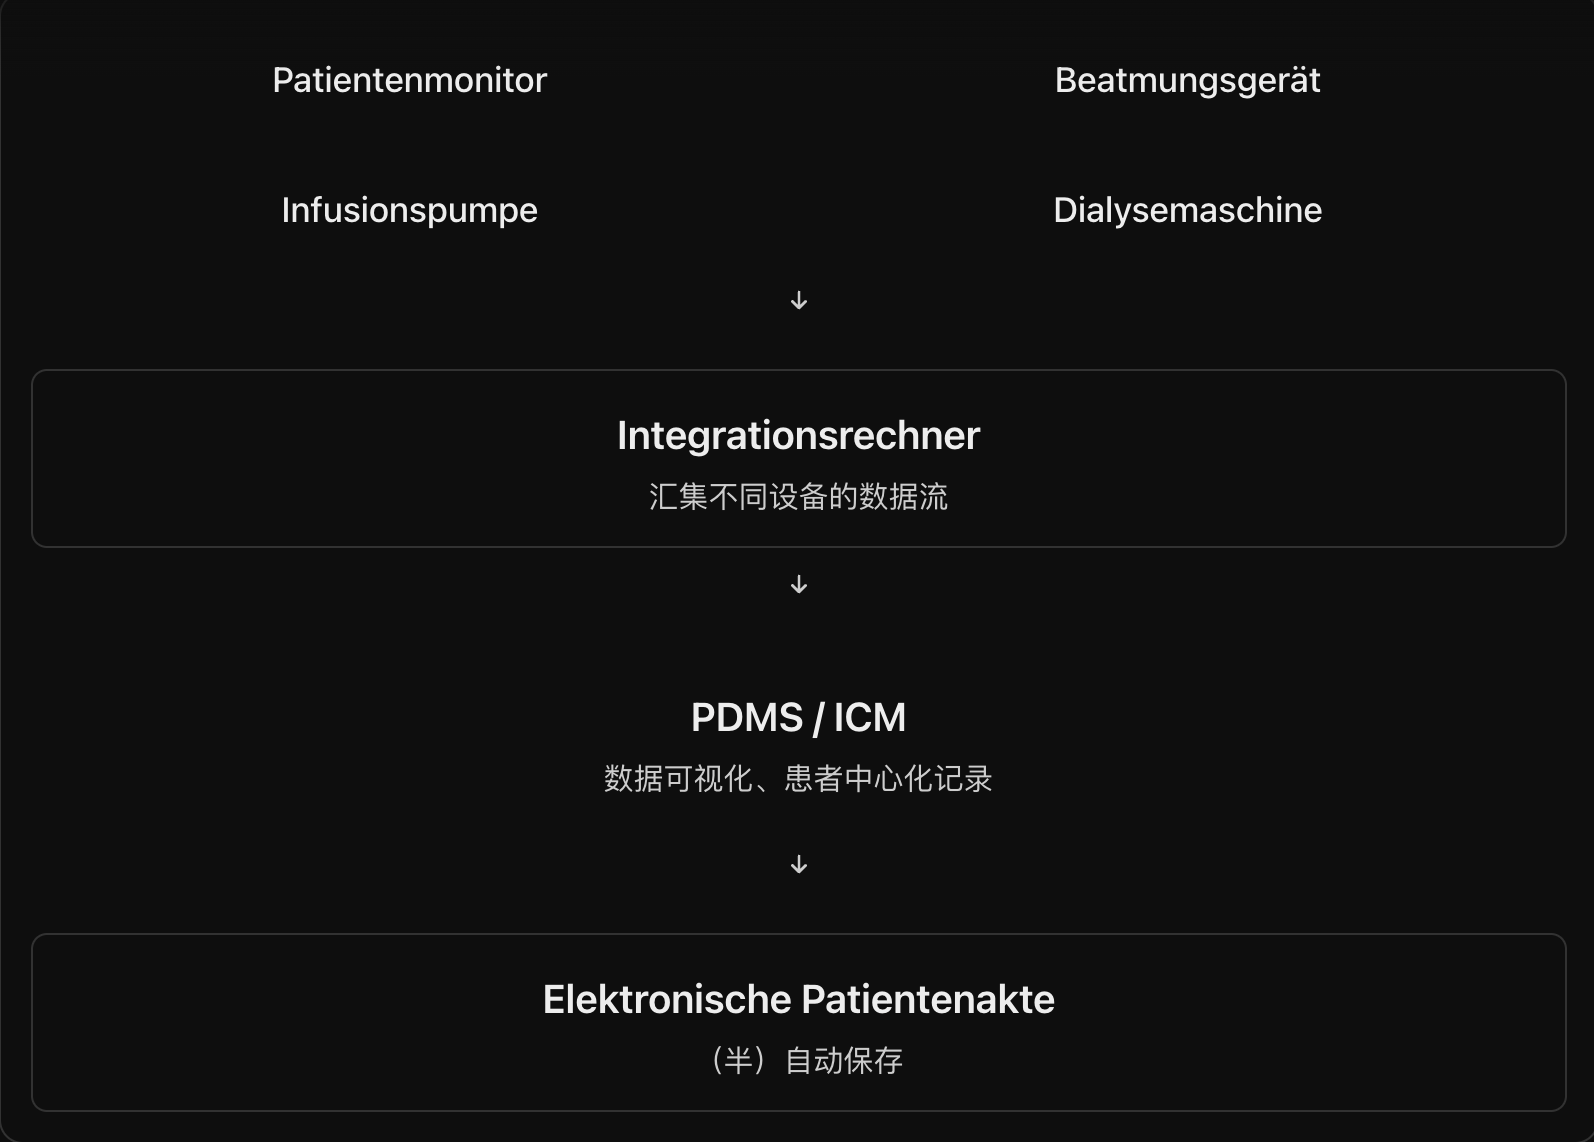 Patientenmonitor
Beatmungsgerät
Infusionspumpe
Dialysemaschine
↓
Integrationsrechner
汇集不同设备的数据流
↓
PDMS / ICM
数据可视化、患者中心化记录
↓
Elektronische Patientenakte
（半）自动保存